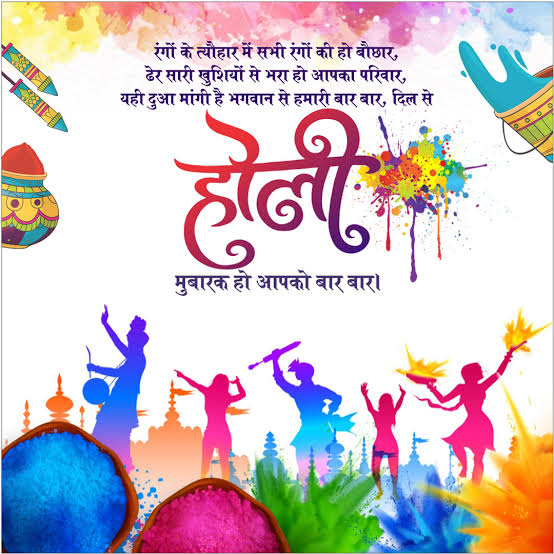 रंगों के त्यौहार में सभी रंगों की हो बौछार,
ढेर सारी खुशियों से भरा हो आपका परिवार,
यही दुआ मांगी है भगवान से हमारी बार बार, दिल से
होली
मुबारक हो आपको बार बार।